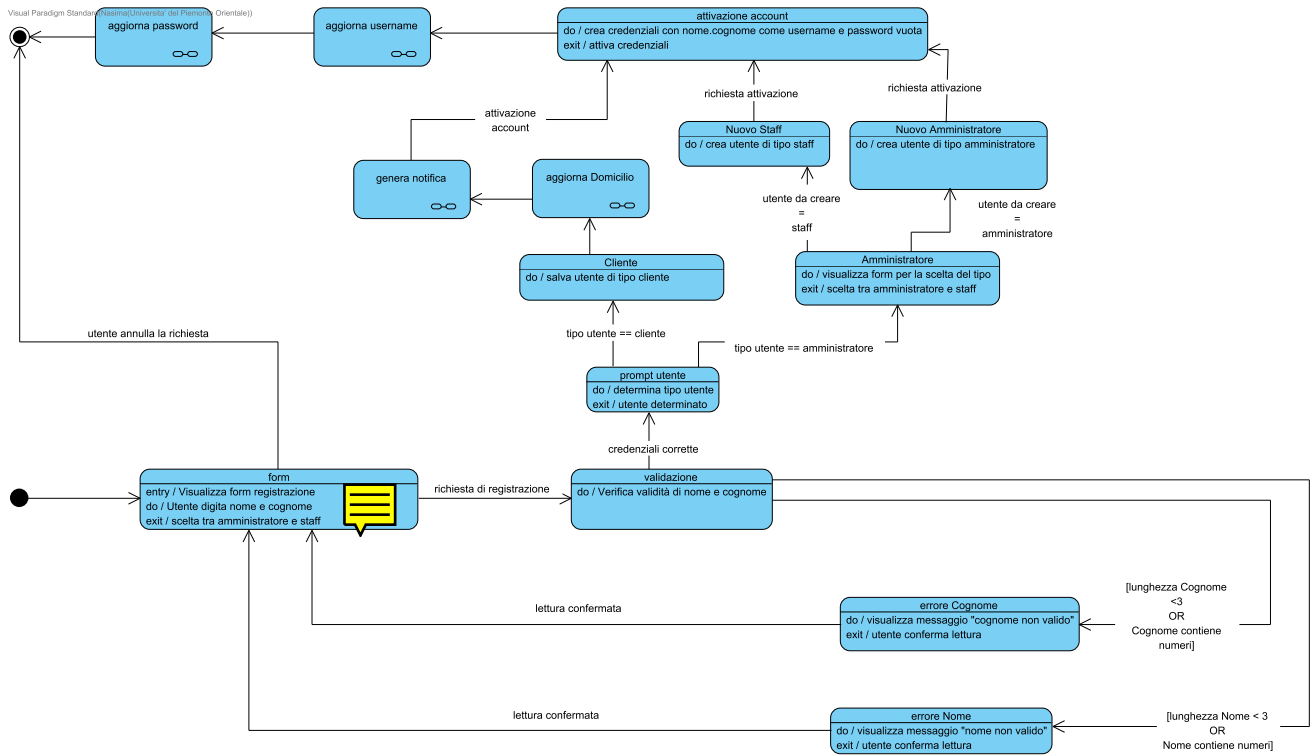 Visual Paradigm Standard(Nasima(Universita' del Piemonte Orientale))
aggiorna password
aggiorna username
attivazione account
do / crea credenziali con nome.cognome come username e password vuota
exit / attiva credenziali
attivazione
account
richiesta attivazione
richiesta attivazione
Nuovo Staff
do / crea utente di tipo staff
Nuovo Amministratore
do / crea utente di tipo amministratore
genera notifica
aggiorna Domicilio
utente da creare
=
staff
utente da creare
=
amministratore
Cliente
do / salva utente di tipo cliente
Amministratore
do / visualizza form per la scelta del tipo
exit / scelta tra amministratore e staff
utente annulla la richiesta
tipo utente == cliente
tipo utente == amministratore
prompt utente
do / determina tipo utente
exit / utente determinato
credenziali corrette
form
entry / Visualizza form registrazione
do / Utente digita nome e cognome
exit / scelta tra amministratore e staff
richiesta di registrazione
validazione
do / Verifica validità di nome e cognome
lettura confermata
errore Cognome
do / visualizza messaggio "cognome non valido"
exit / utente conferma lettura
[lunghezza Cognome
<3
OR
Cognome contiene
numeri]
lettura confermata
errore Nome
do / visualizza messaggio "nome non valido"
exit / utente conferma lettura
[lunghezza Nome < 3
OR
Nome contiene numeri]